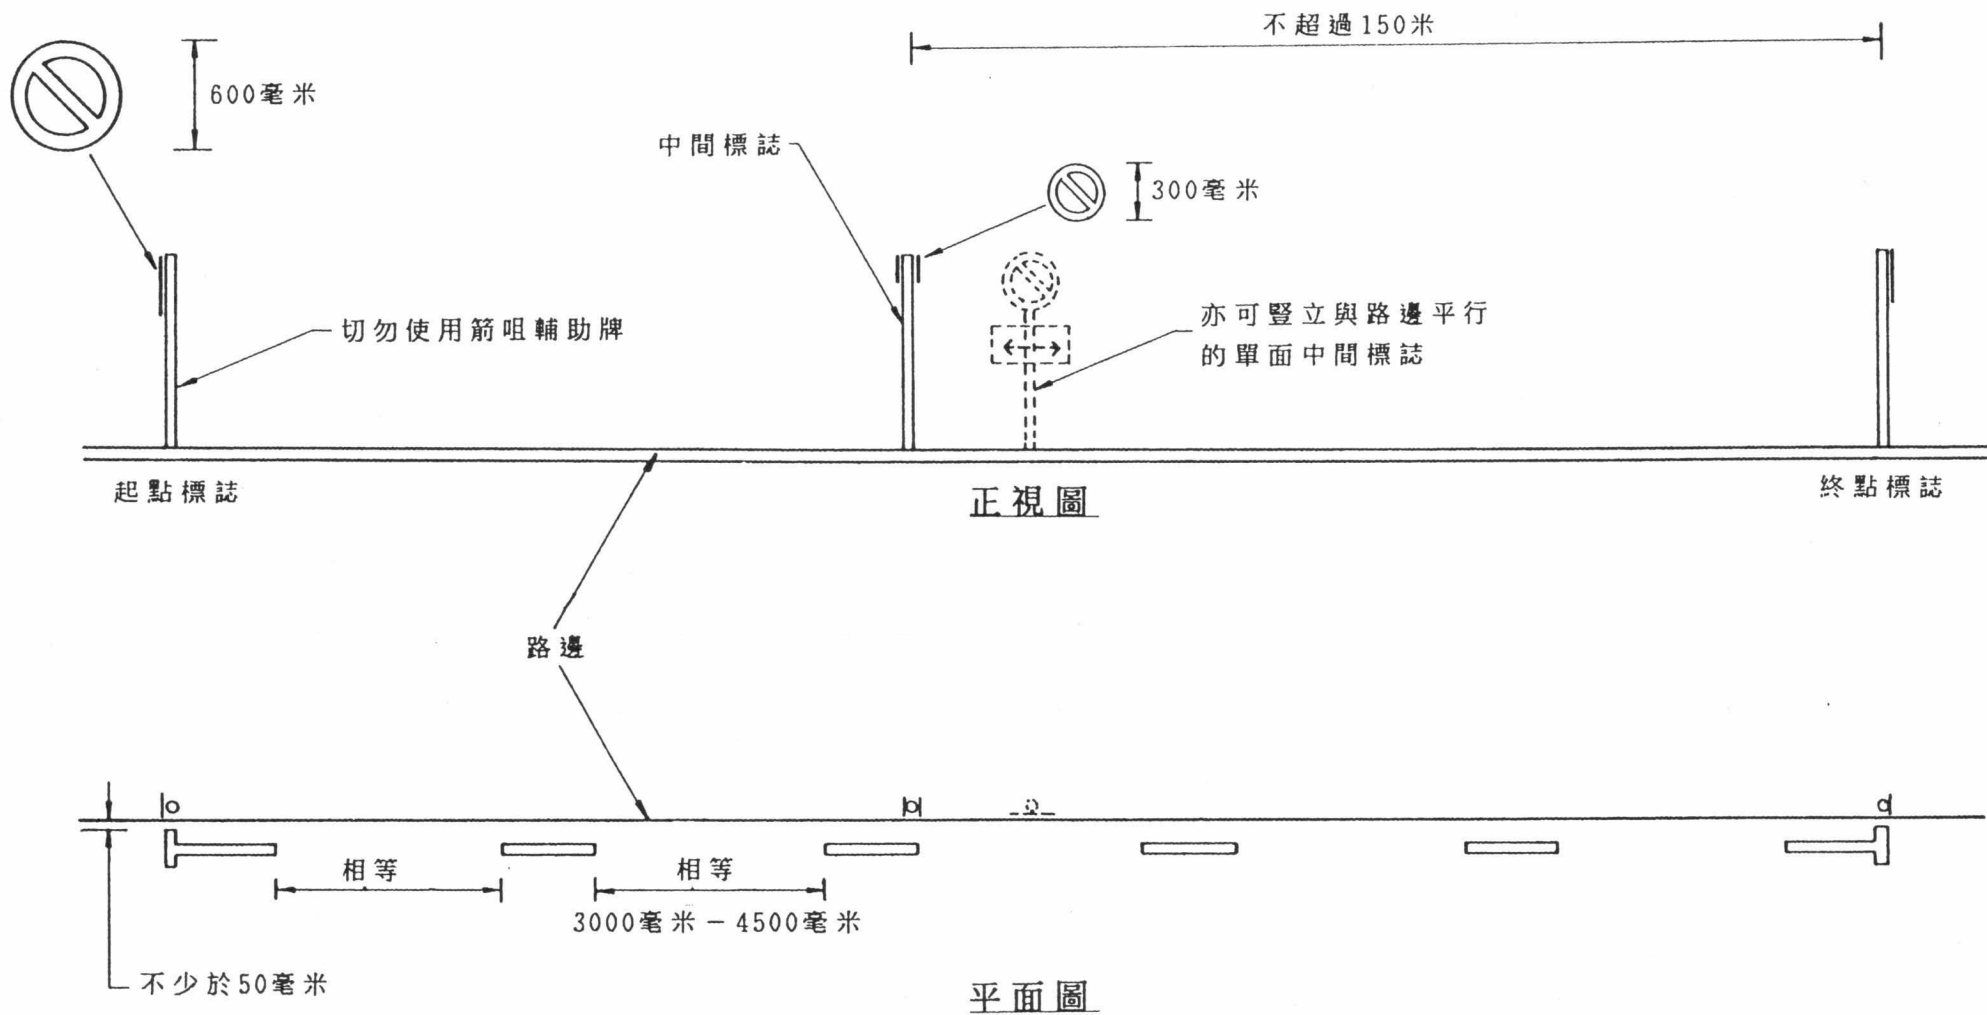 不超過150米
600毫米
中間標誌
300毫米
切勿使用箭咀輔助牌
亦可豎立與路邊平行
的單面中間標誌
起點標誌
正視圖
終點標誌
路邊
相等
相等
3000毫米－4500毫米
不少於50毫米
平面圖